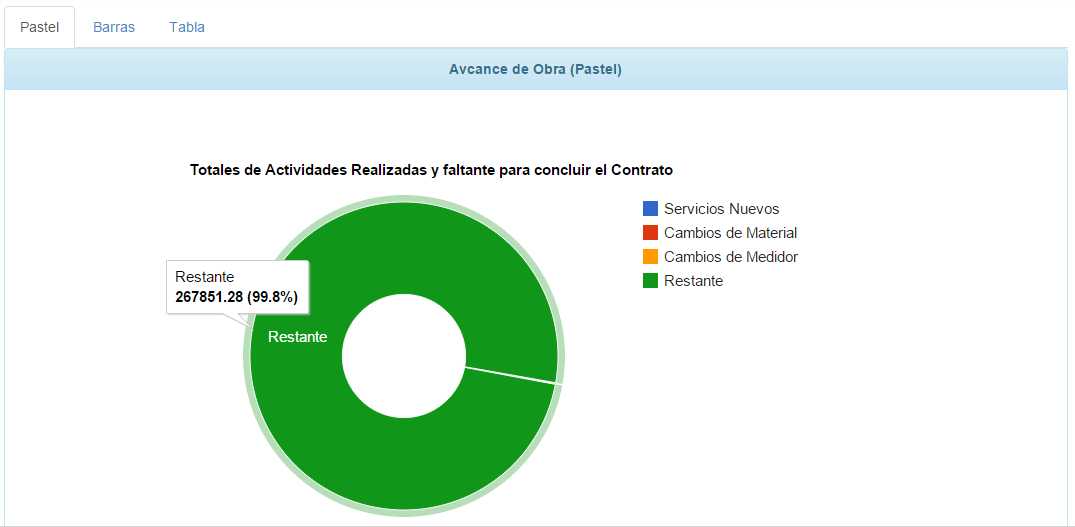 Pastel
Barras
Tabla
Avcance de Obra (Pastel)
Totales de Actividades Realizadas y faltante para concluir el Contrato
Servicios Nuevos
Cambios de Material
Cambios de Medidor
Restante
Restante
267851.28 (99.8%)
Restante